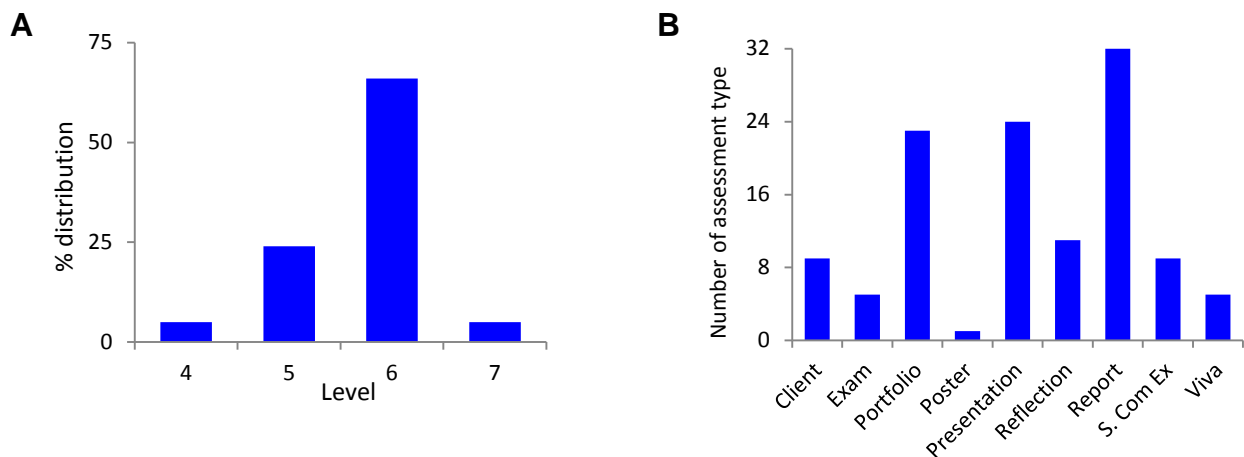 A
75
50
25
0
% distribution
4 5 6 7
Level
B
32
24
16
8
0
Number of assessment type
Client
Exam
Portfolio
Poster
Presentation
Reflection
Report
S. Com Ex
Viva